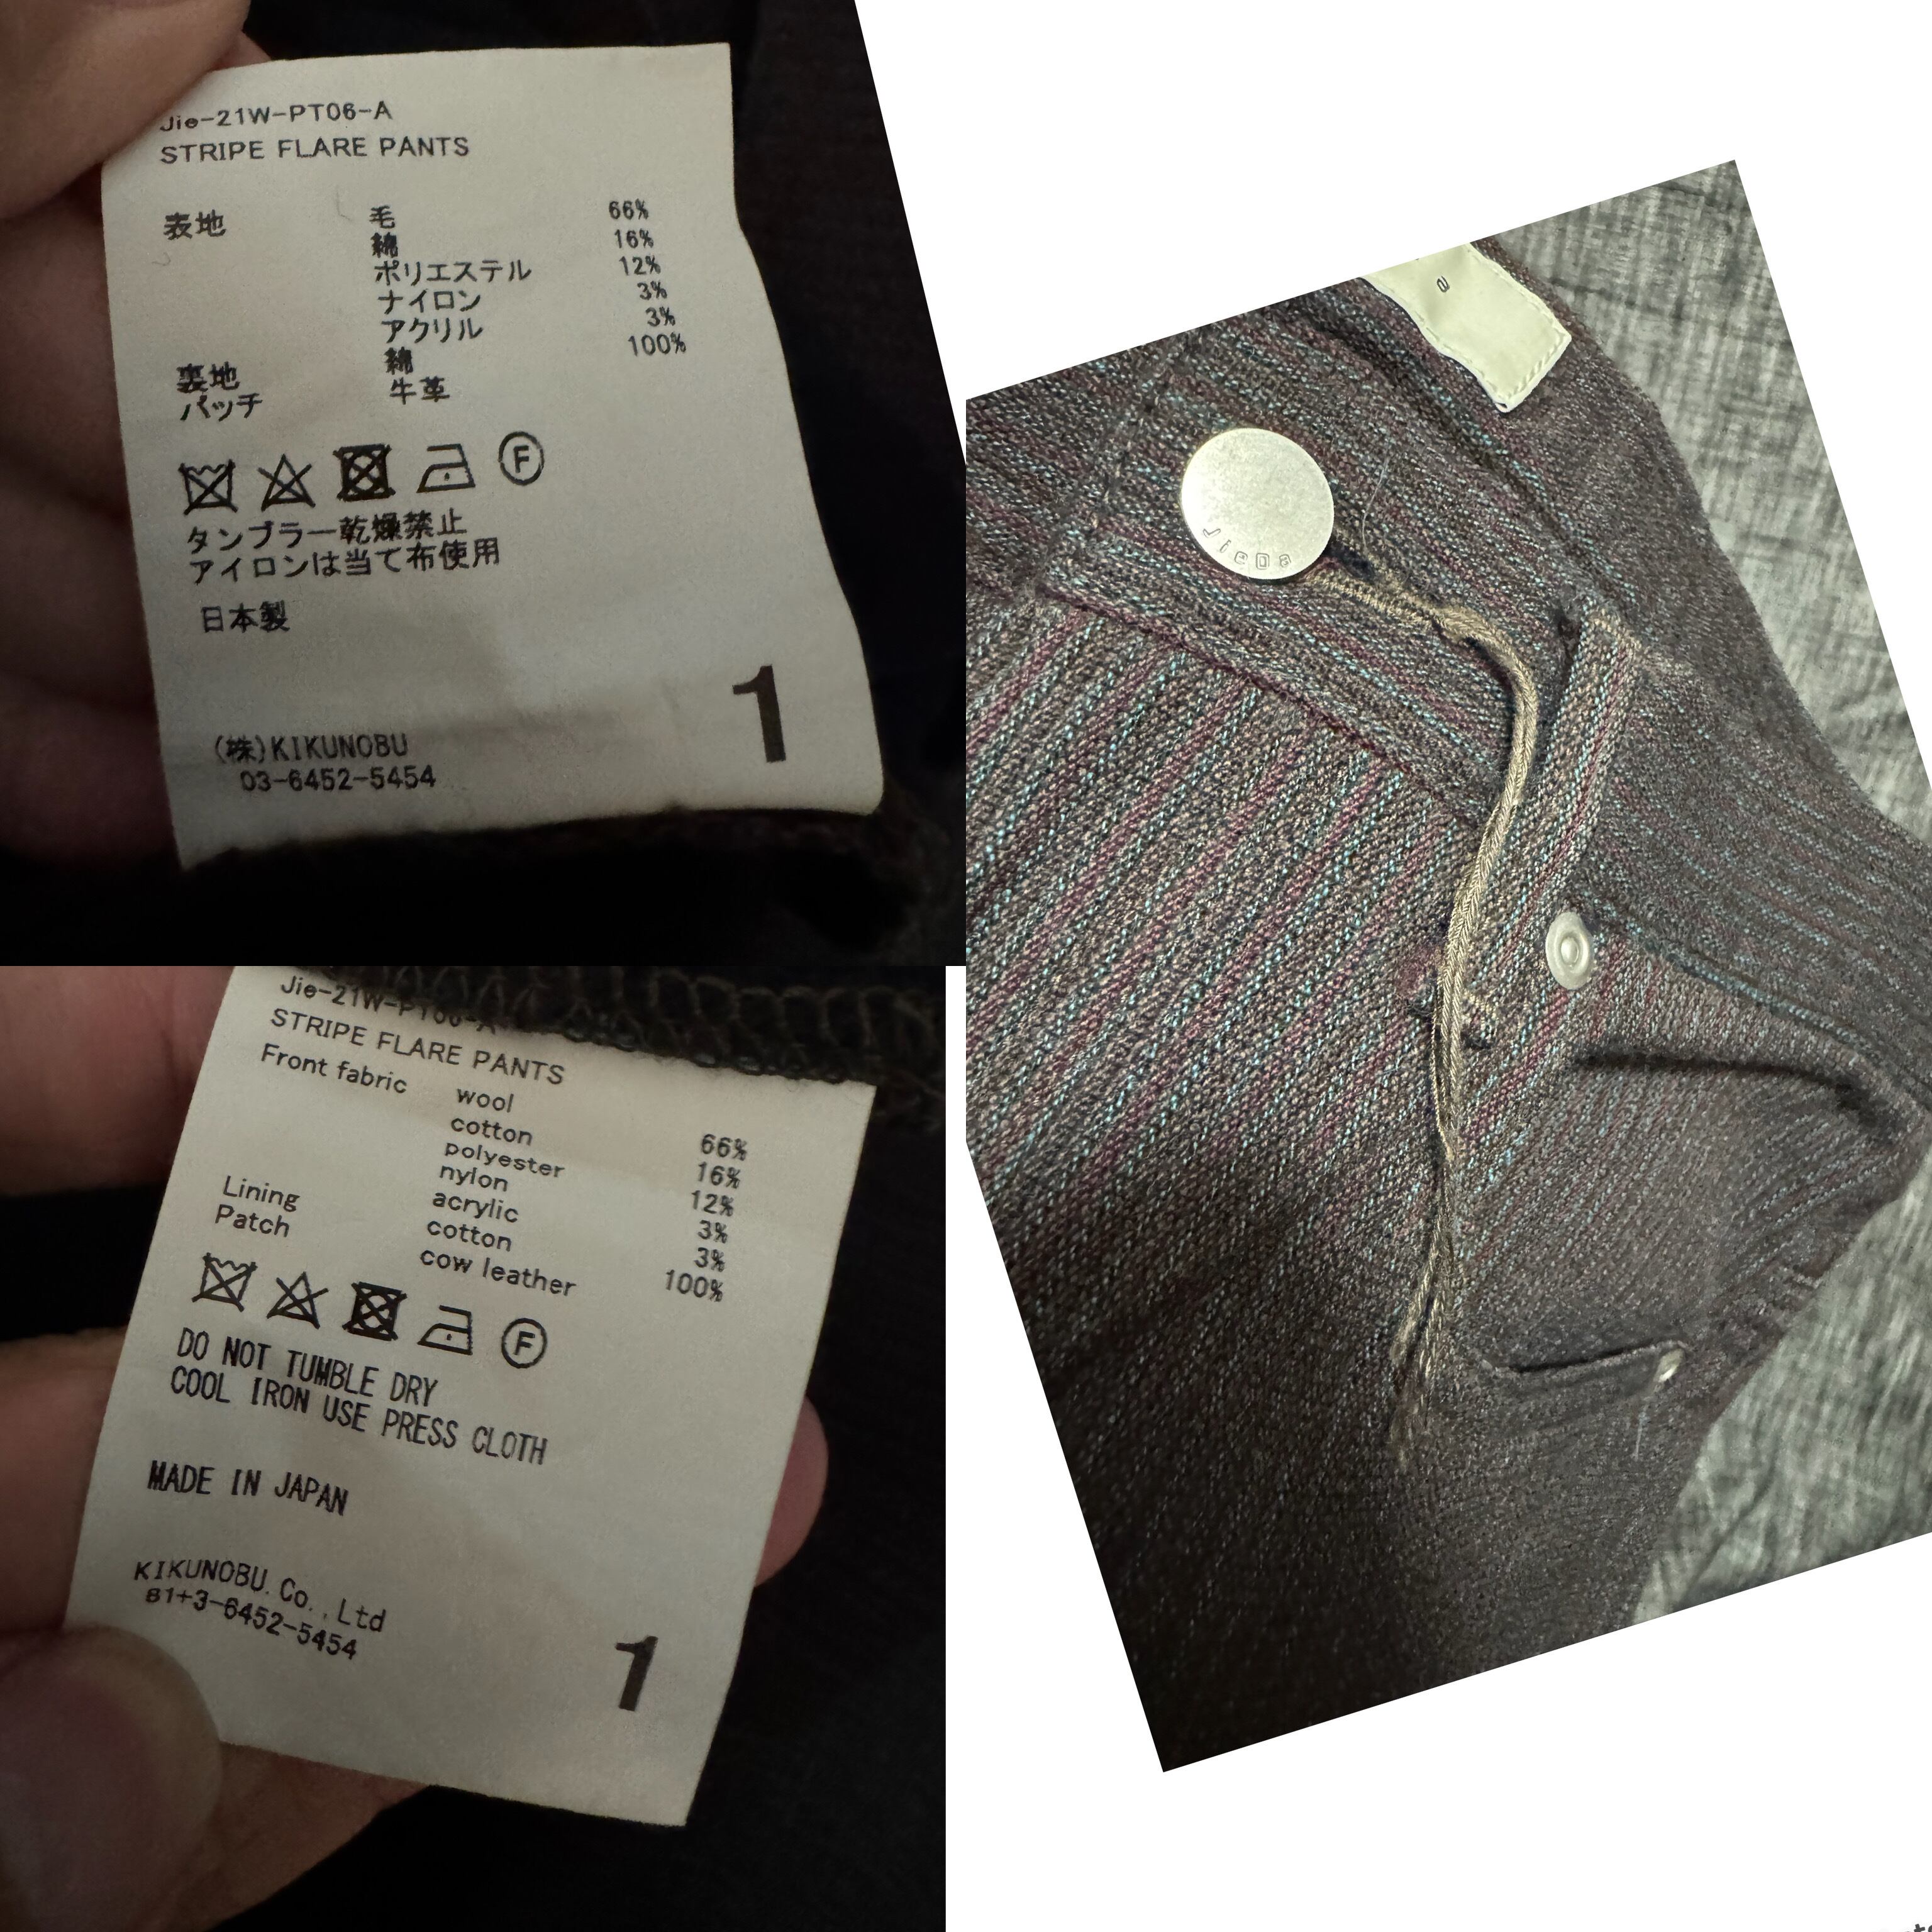 Jie-21W-PT06-A
STRIPE FLARE PANTS
表地 毛 66%
綿 16%
ポリエステル 12%
ナイロン 3%
アクリル 3%
裏地 綿 100%
パッチ 牛革
F
タンブラー乾燥禁止
アイロンは当て布使用
日本製
1
(株)KIKUNOBU
03-6452-5454
Jie-21W-PT06-A
STRIPE FLARE PANTS
Front fabric wool 66%
cotton 16%
polyester 12%
nylon 3%
acrylic 3%
Lining cotton 100%
Patch cow leather
F
DO NOT TUMBLE DRY
COOL IRON USE PRESS CLOTH
MADE IN JAPAN
KIKUNOBU. Co., Ltd
81+3-6452-5454
1
JieDa
a